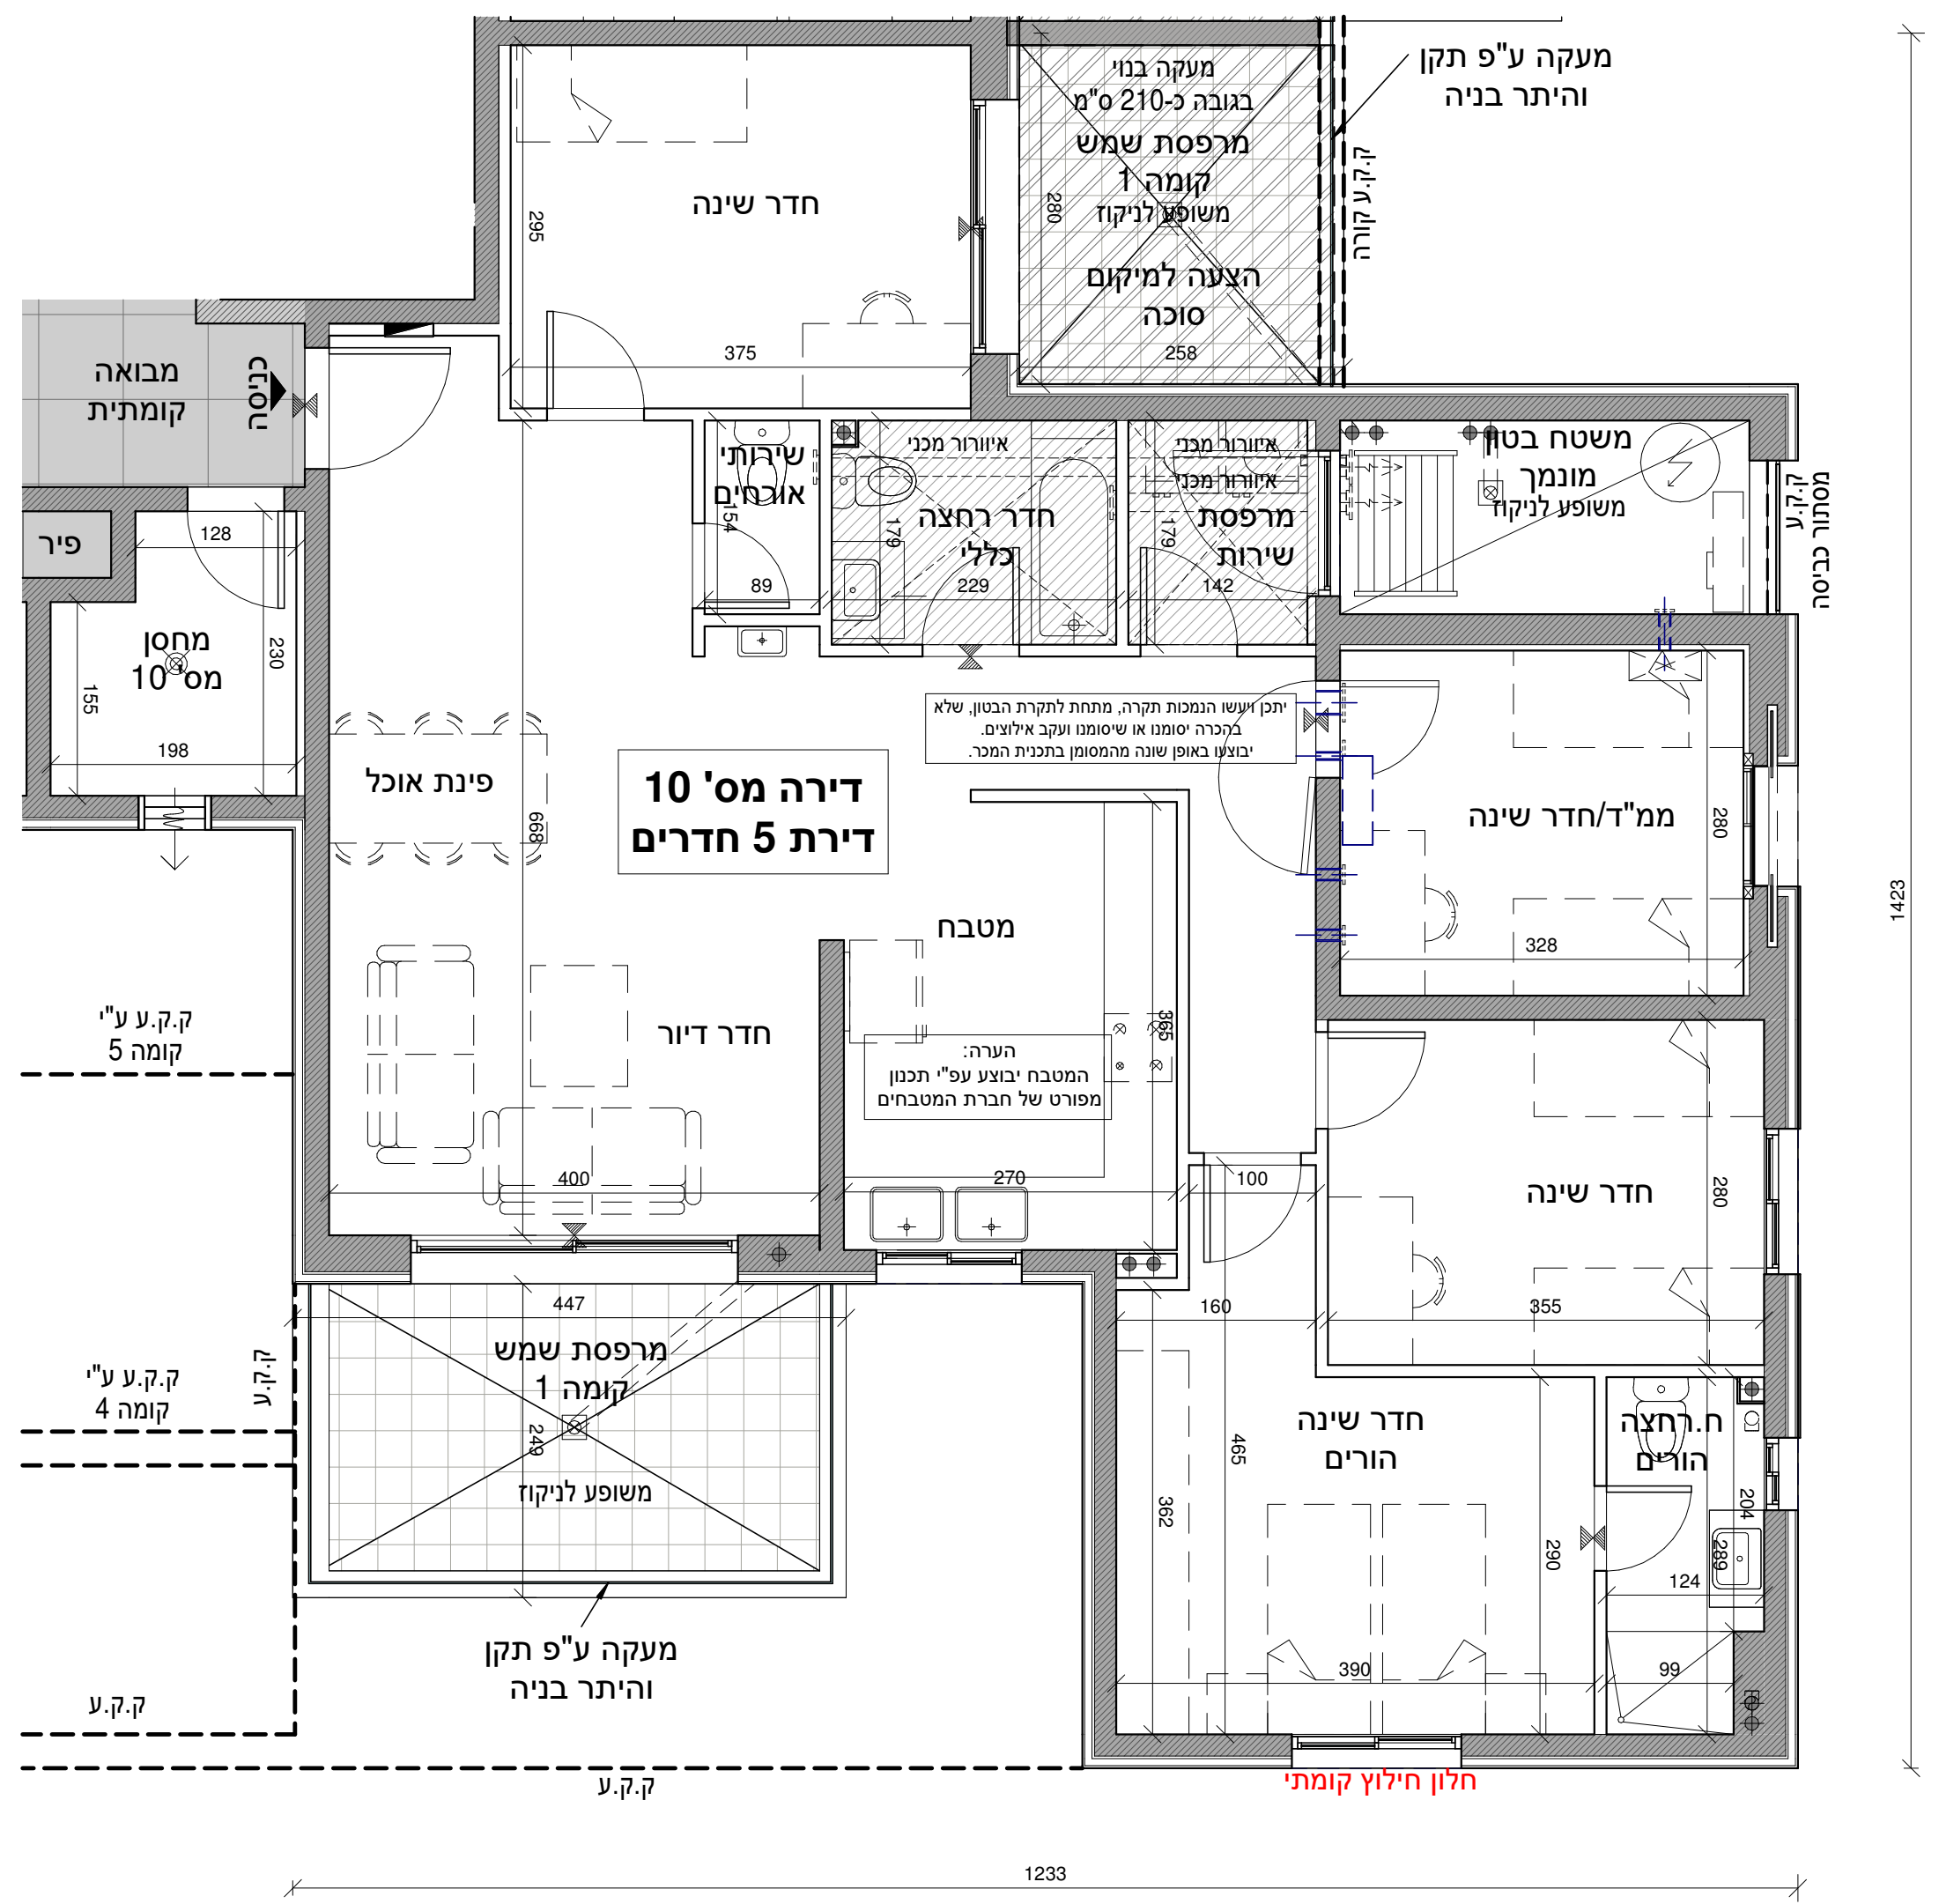 מעקה בנוי
בגובה כ-210 ס"מ
מרפסת שמש
קומה 1
משופע לניקוז
הצעה למיקום
סוכה
280
258
ק.ק.ע קורה
מעקה ע"פ תקן
והיתר בניה
חדר שינה
295
375
מבואה
קומתית
כניסה
פיר
128
מחסן
מס' 10
230
155
198
שירותי
אורחים
154
89
איוורור מכני
חדר רחצה
כללי
179
229
איוורור מכני
איוורור מכני
מרפסת
שירות
179
142
משטח בטון
מונמך
משופע לניקוז
מסתור כביסה
ק.ק.ע
יתכן ויעשו הנמכות תקרה, מתחת לתקרת הבטון, שלא
בהכרה יסומנו או שיסומנו ועקב אילוצים.
יבוצעו באופן שונה מהמסומן בתכנית המכר.
דירה מס' 10
דירת 5 חדרים
פינת אוכל
668
ממ"ד/חדר שינה
280
328
1423
מטבח
365
הערה:
המטבח יבוצע עפ"י תכנון
מפורט של חברת המטבחים
270
100
חדר דיור
400
ק.ק.ע ע"י
קומה 5
חדר שינה
280
355
160
447
מרפסת שמש
קומה 1
249
משופע לניקוז
ק.ק.ע
ק.ק.ע ע"י
קומה 4
מעקה ע"פ תקן
והיתר בניה
ק.ק.ע
ק.ק.ע
חדר שינה
הורים
465
362
290
390
ח.רחצה
הורים
204
289
124
99
חלון חילוץ קומתי
1233